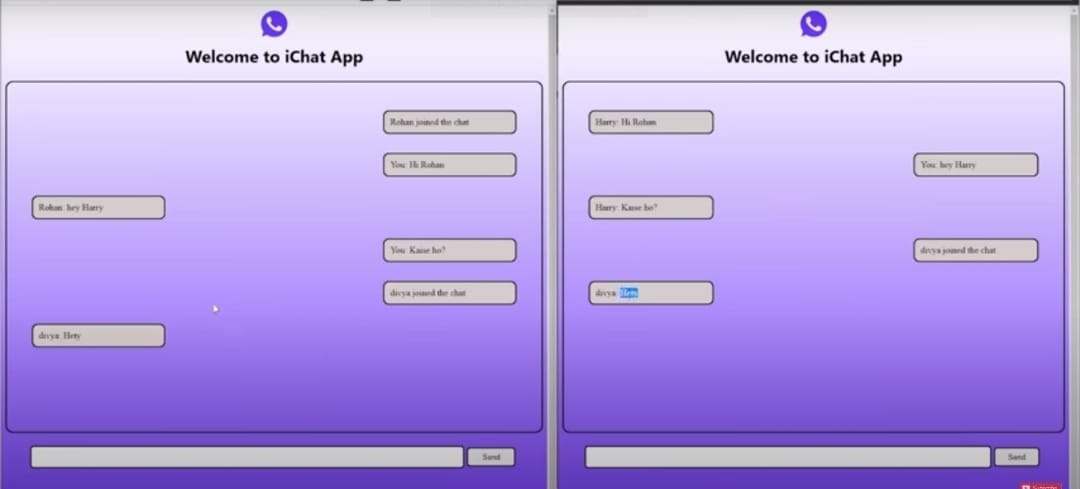 Welcome to iChat App
Rohan joined the chat
You: Hi Rohan
Rohan: hey Harry
You: Kaise ho?
divya joined the chat
divya: Hety
Send
Welcome to iChat App
Harry: Hi Rohan
You: hey Harry
Harry: Kaise ho?
divya joined the chat
divya: Hety
Send